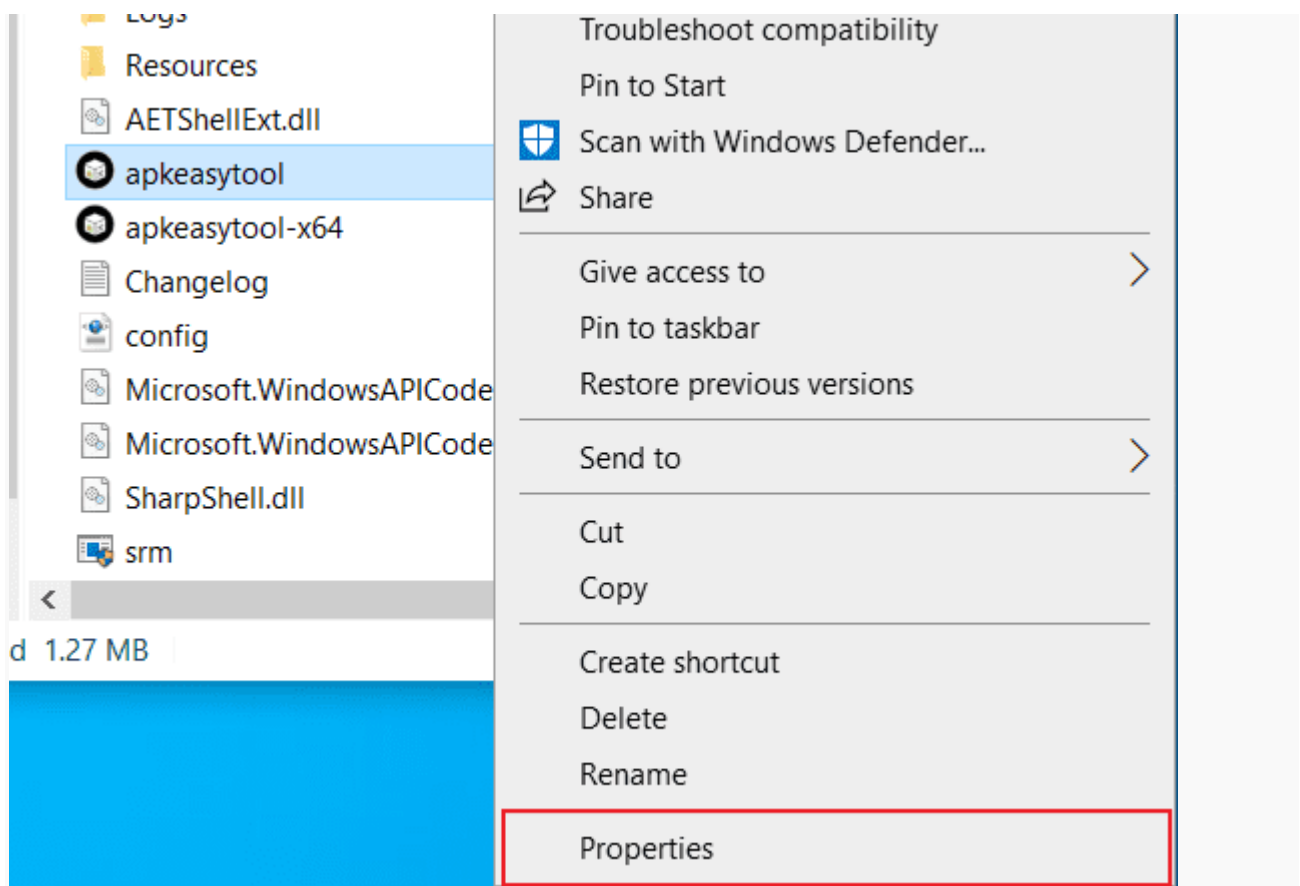 Logs
Resources
AETShellExt.dll
apkeasytool
apkeasytool-x64
Changelog
config
Microsoft.WindowsAPICode
Microsoft.WindowsAPICode
SharpShell.dll
srm
d 1.27 MB
Troubleshoot compatibility
Pin to Start
Scan with Windows Defender...
Share
Give access to
Pin to taskbar
Restore previous versions
Send to
Cut
Copy
Create shortcut
Delete
Rename
Properties